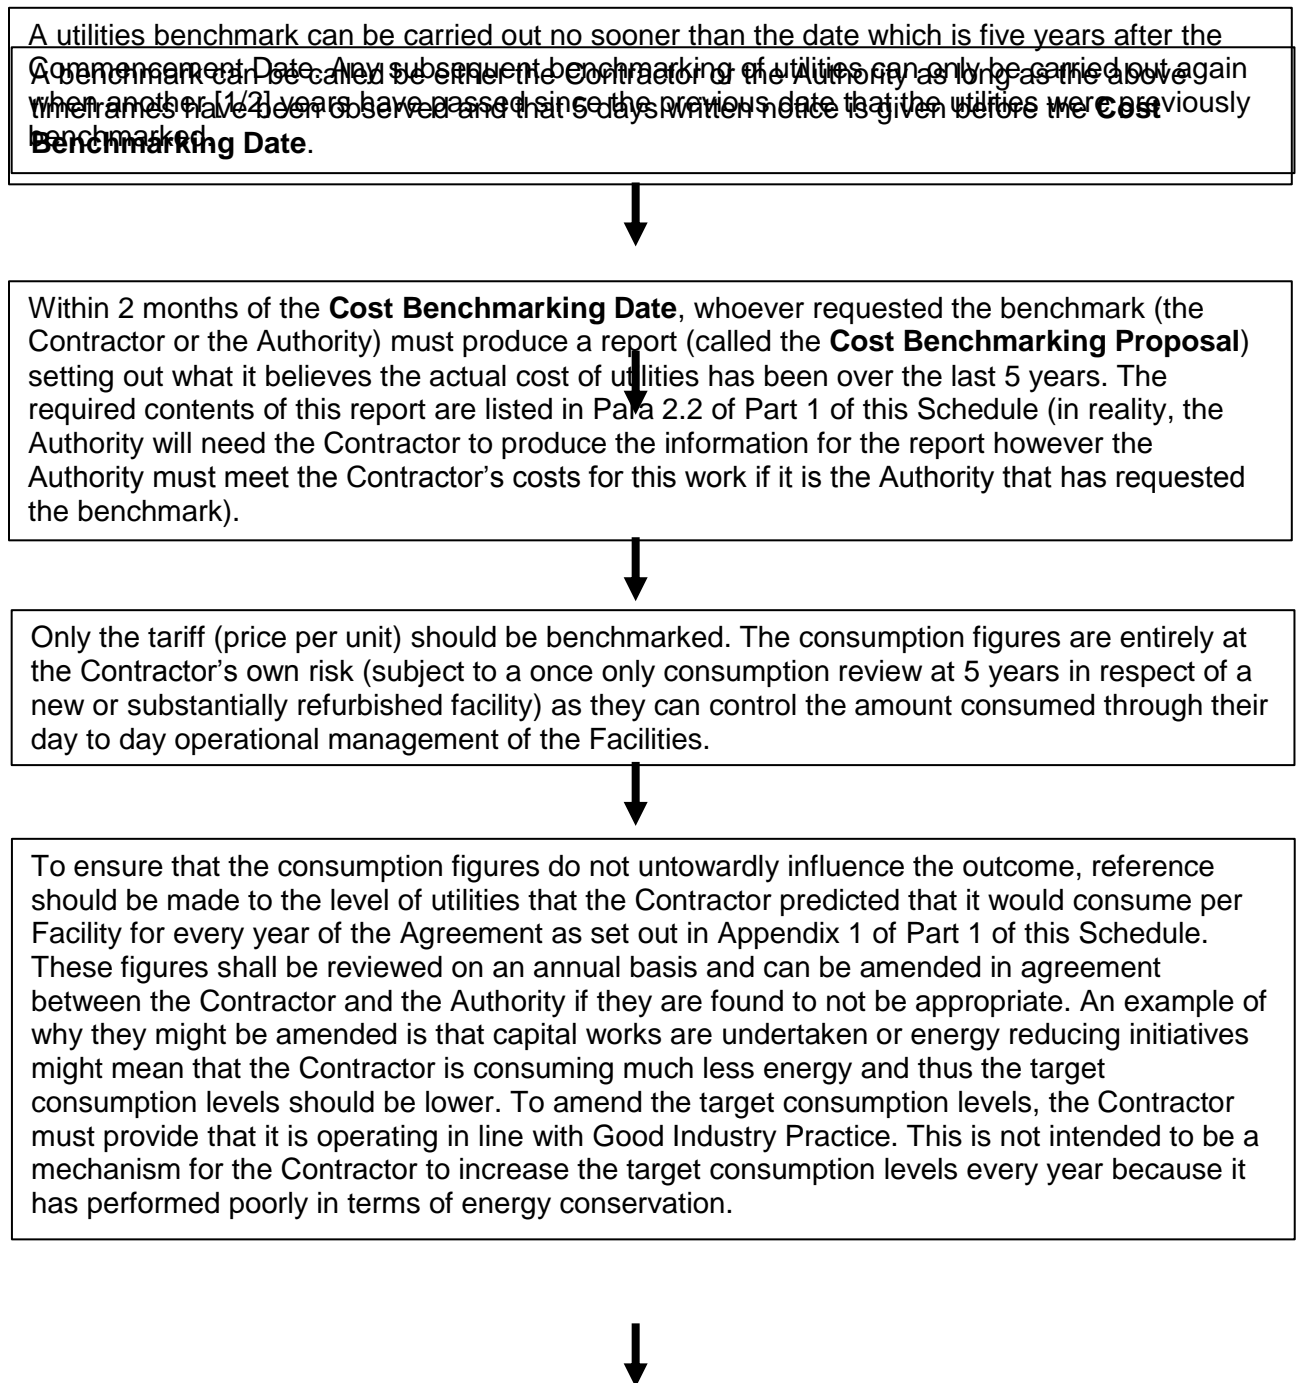 A utilities benchmark can be carried out no sooner than the date which is five years after the
Commencement Date. Any subsequent benchmarking of utilities can only be carried out again
when another [1/2] years have passed since the previous date that the utilities were previously
benchmarked.
A benchmark can be called be either the Contractor or the Authority as long as the above
timeframes have been observed and that 5 days written notice is given before the Cost
Benchmarking Date.
Within 2 months of the Cost Benchmarking Date, whoever requested the benchmark (the
Contractor or the Authority) must produce a report (called the Cost Benchmarking Proposal)
setting out what it believes the actual cost of utilities has been over the last 5 years. The
required contents of this report are listed in Para 2.2 of Part 1 of this Schedule (in reality, the
Authority will need the Contractor to produce the information for the report however the
Authority must meet the Contractor’s costs for this work if it is the Authority that has requested
the benchmark).
Only the tariff (price per unit) should be benchmarked. The consumption figures are entirely at
the Contractor’s own risk (subject to a once only consumption review at 5 years in respect of a
new or substantially refurbished facility) as they can control the amount consumed through their
day to day operational management of the Facilities.
To ensure that the consumption figures do not untowardly influence the outcome, reference
should be made to the level of utilities that the Contractor predicted that it would consume per
Facility for every year of the Agreement as set out in Appendix 1 of Part 1 of this Schedule.
These figures shall be reviewed on an annual basis and can be amended in agreement
between the Contractor and the Authority if they are found to not be appropriate. An example of
why they might be amended is that capital works are undertaken or energy reducing initiatives
might mean that the Contractor is consuming much less energy and thus the target
consumption levels should be lower. To amend the target consumption levels, the Contractor
must provide that it is operating in line with Good Industry Practice. This is not intended to be a
mechanism for the Contractor to increase the target consumption levels every year because it
has performed poorly in terms of energy conservation.